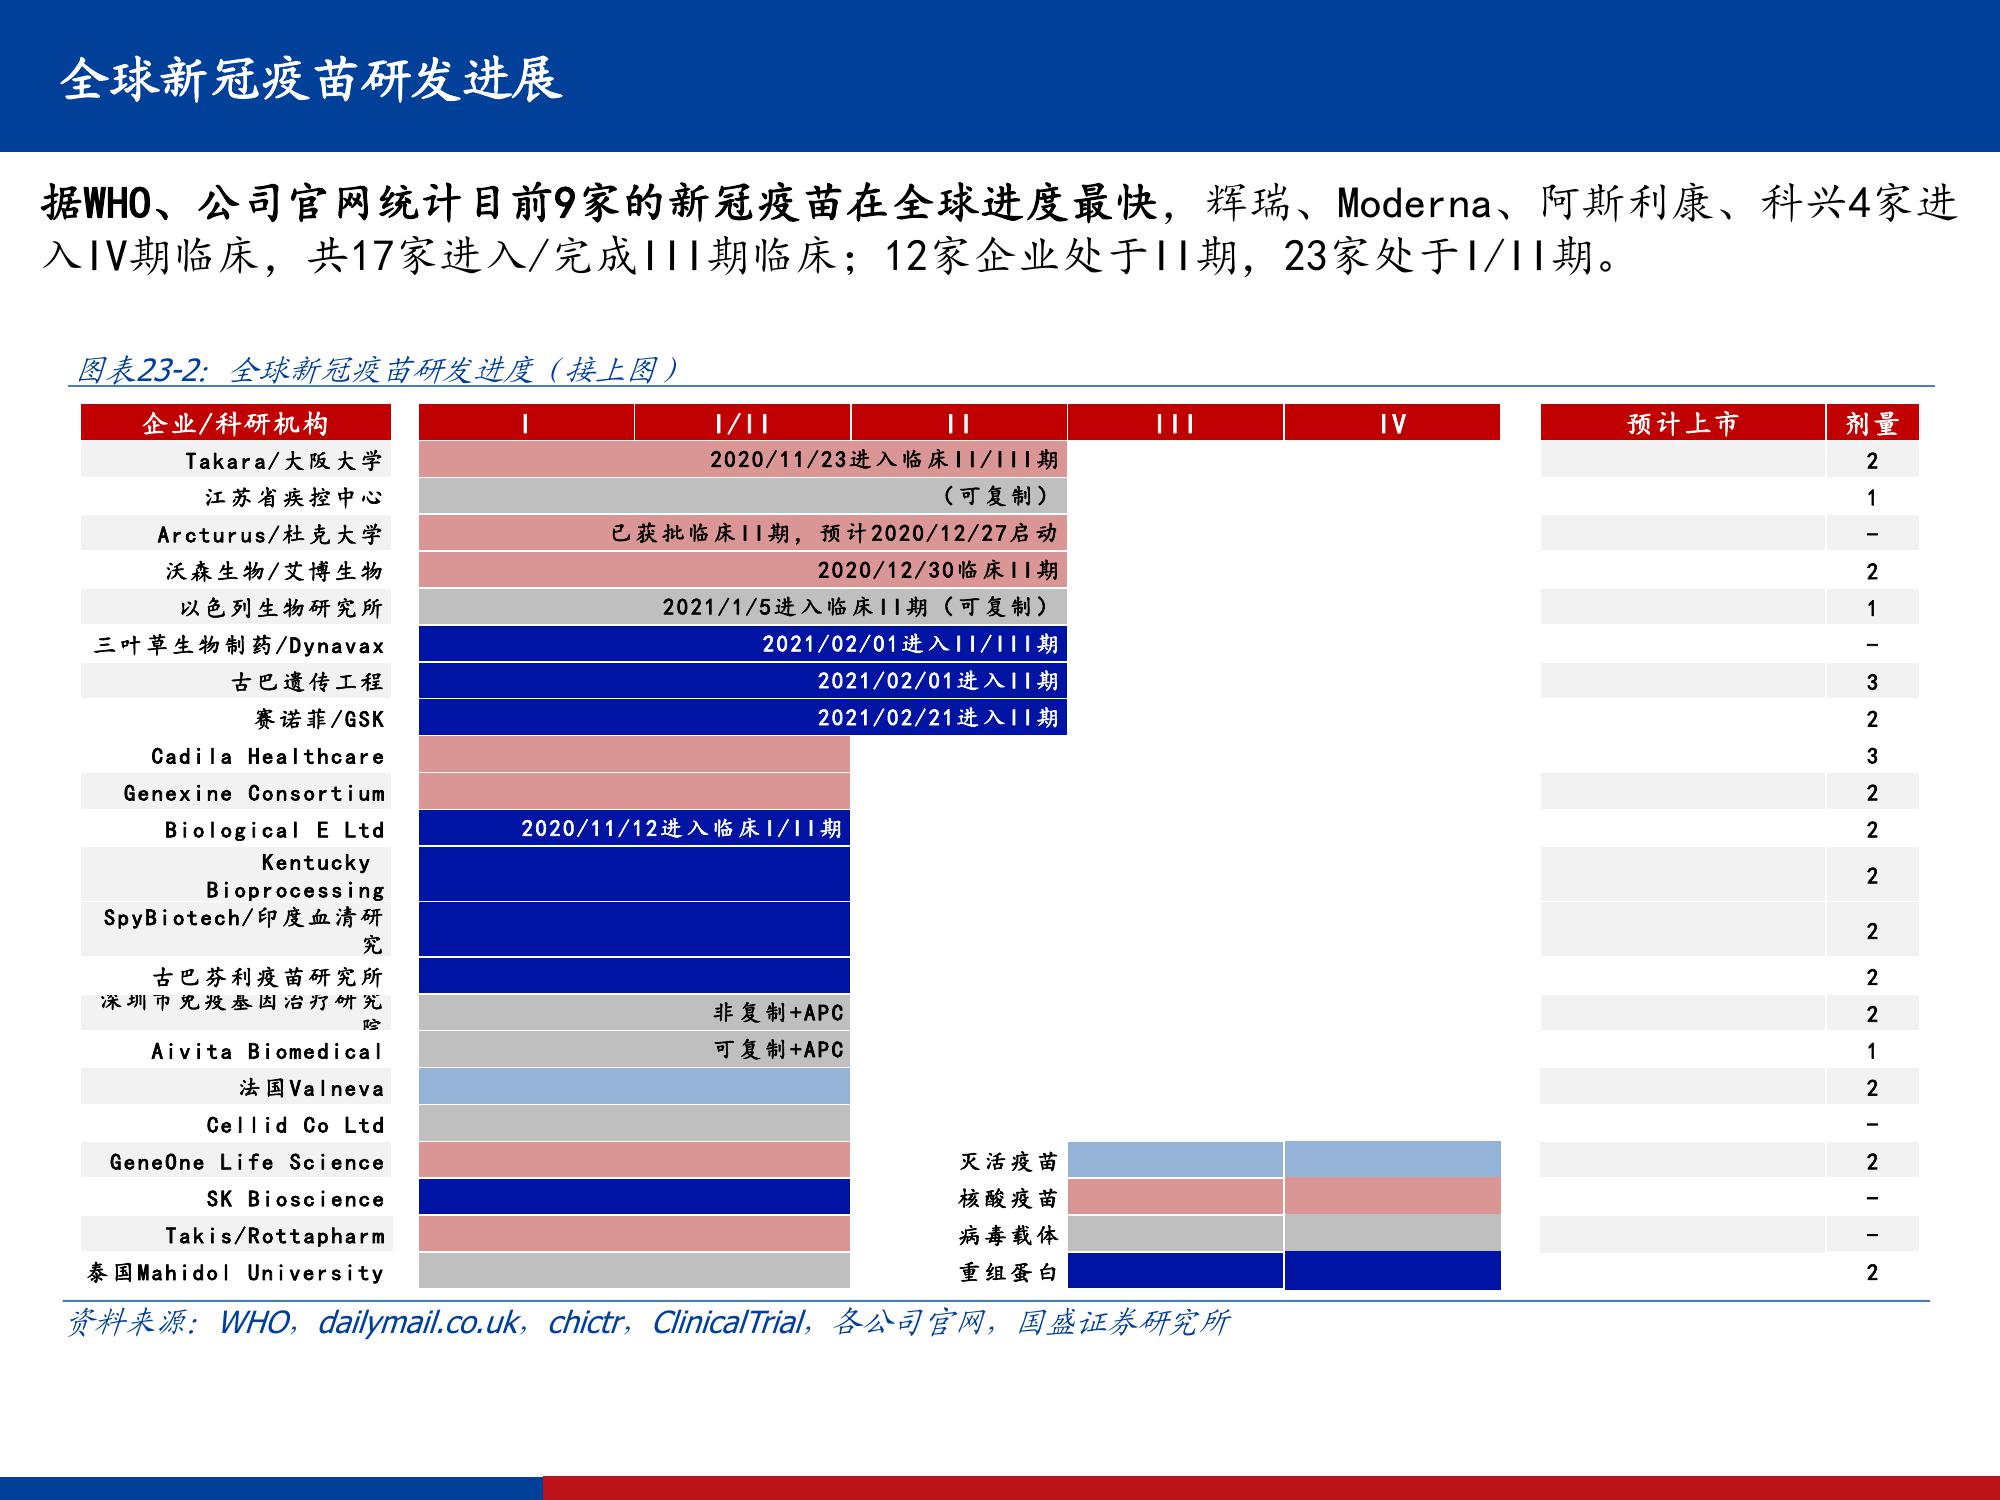 全球新冠疫苗研发进展
据WHO、公司官网统计目前9家的新冠疫苗在全球进度最快，辉瑞、Moderna、阿斯利康、科兴4家进
入IV期临床，共17家进入/完成III期临床；12家企业处于II期，23家处于I/II期。
图表23-2：全球新冠疫苗研发进度（接上图）
企业/科研机构 I I/II II III IV 预计上市 剂量
Takara/大阪大学 2020/11/23进入临床II/III期 2
江苏省疾控中心 （可复制） 1
Arcturus/杜克大学 已获批临床II期，预计2020/12/27启动 –
沃森生物/艾博生物 2020/12/30临床II期 2
以色列生物研究所 2021/1/5进入临床II期（可复制） 1
三叶草生物制药/Dynavax 2021/02/01进入II/III期 –
古巴遗传工程 2021/02/01进入II期 3
赛诺菲/GSK 2021/02/21进入II期 2
Cadila Healthcare 3
Genexine Consortium 2
Biological E Ltd 2020/11/12进入临床I/II期 2
Kentucky
Bioprocessing 2
SpyBiotech/印度血清研
究 2
古巴芬利疫苗研究所 2
深圳市免疫基因治疗研究
院 非复制+APC 2
Aivita Biomedical 可复制+APC 1
法国Valneva 2
Cellid Co Ltd –
GeneOne Life Science 灭活疫苗 2
SK Bioscience 核酸疫苗 –
Takis/Rottapharm 病毒载体 –
泰国Mahidol University 重组蛋白 2
资料来源：WHO，dailymail.co.uk，chictr，ClinicalTrial，各公司官网，国盛证券研究所